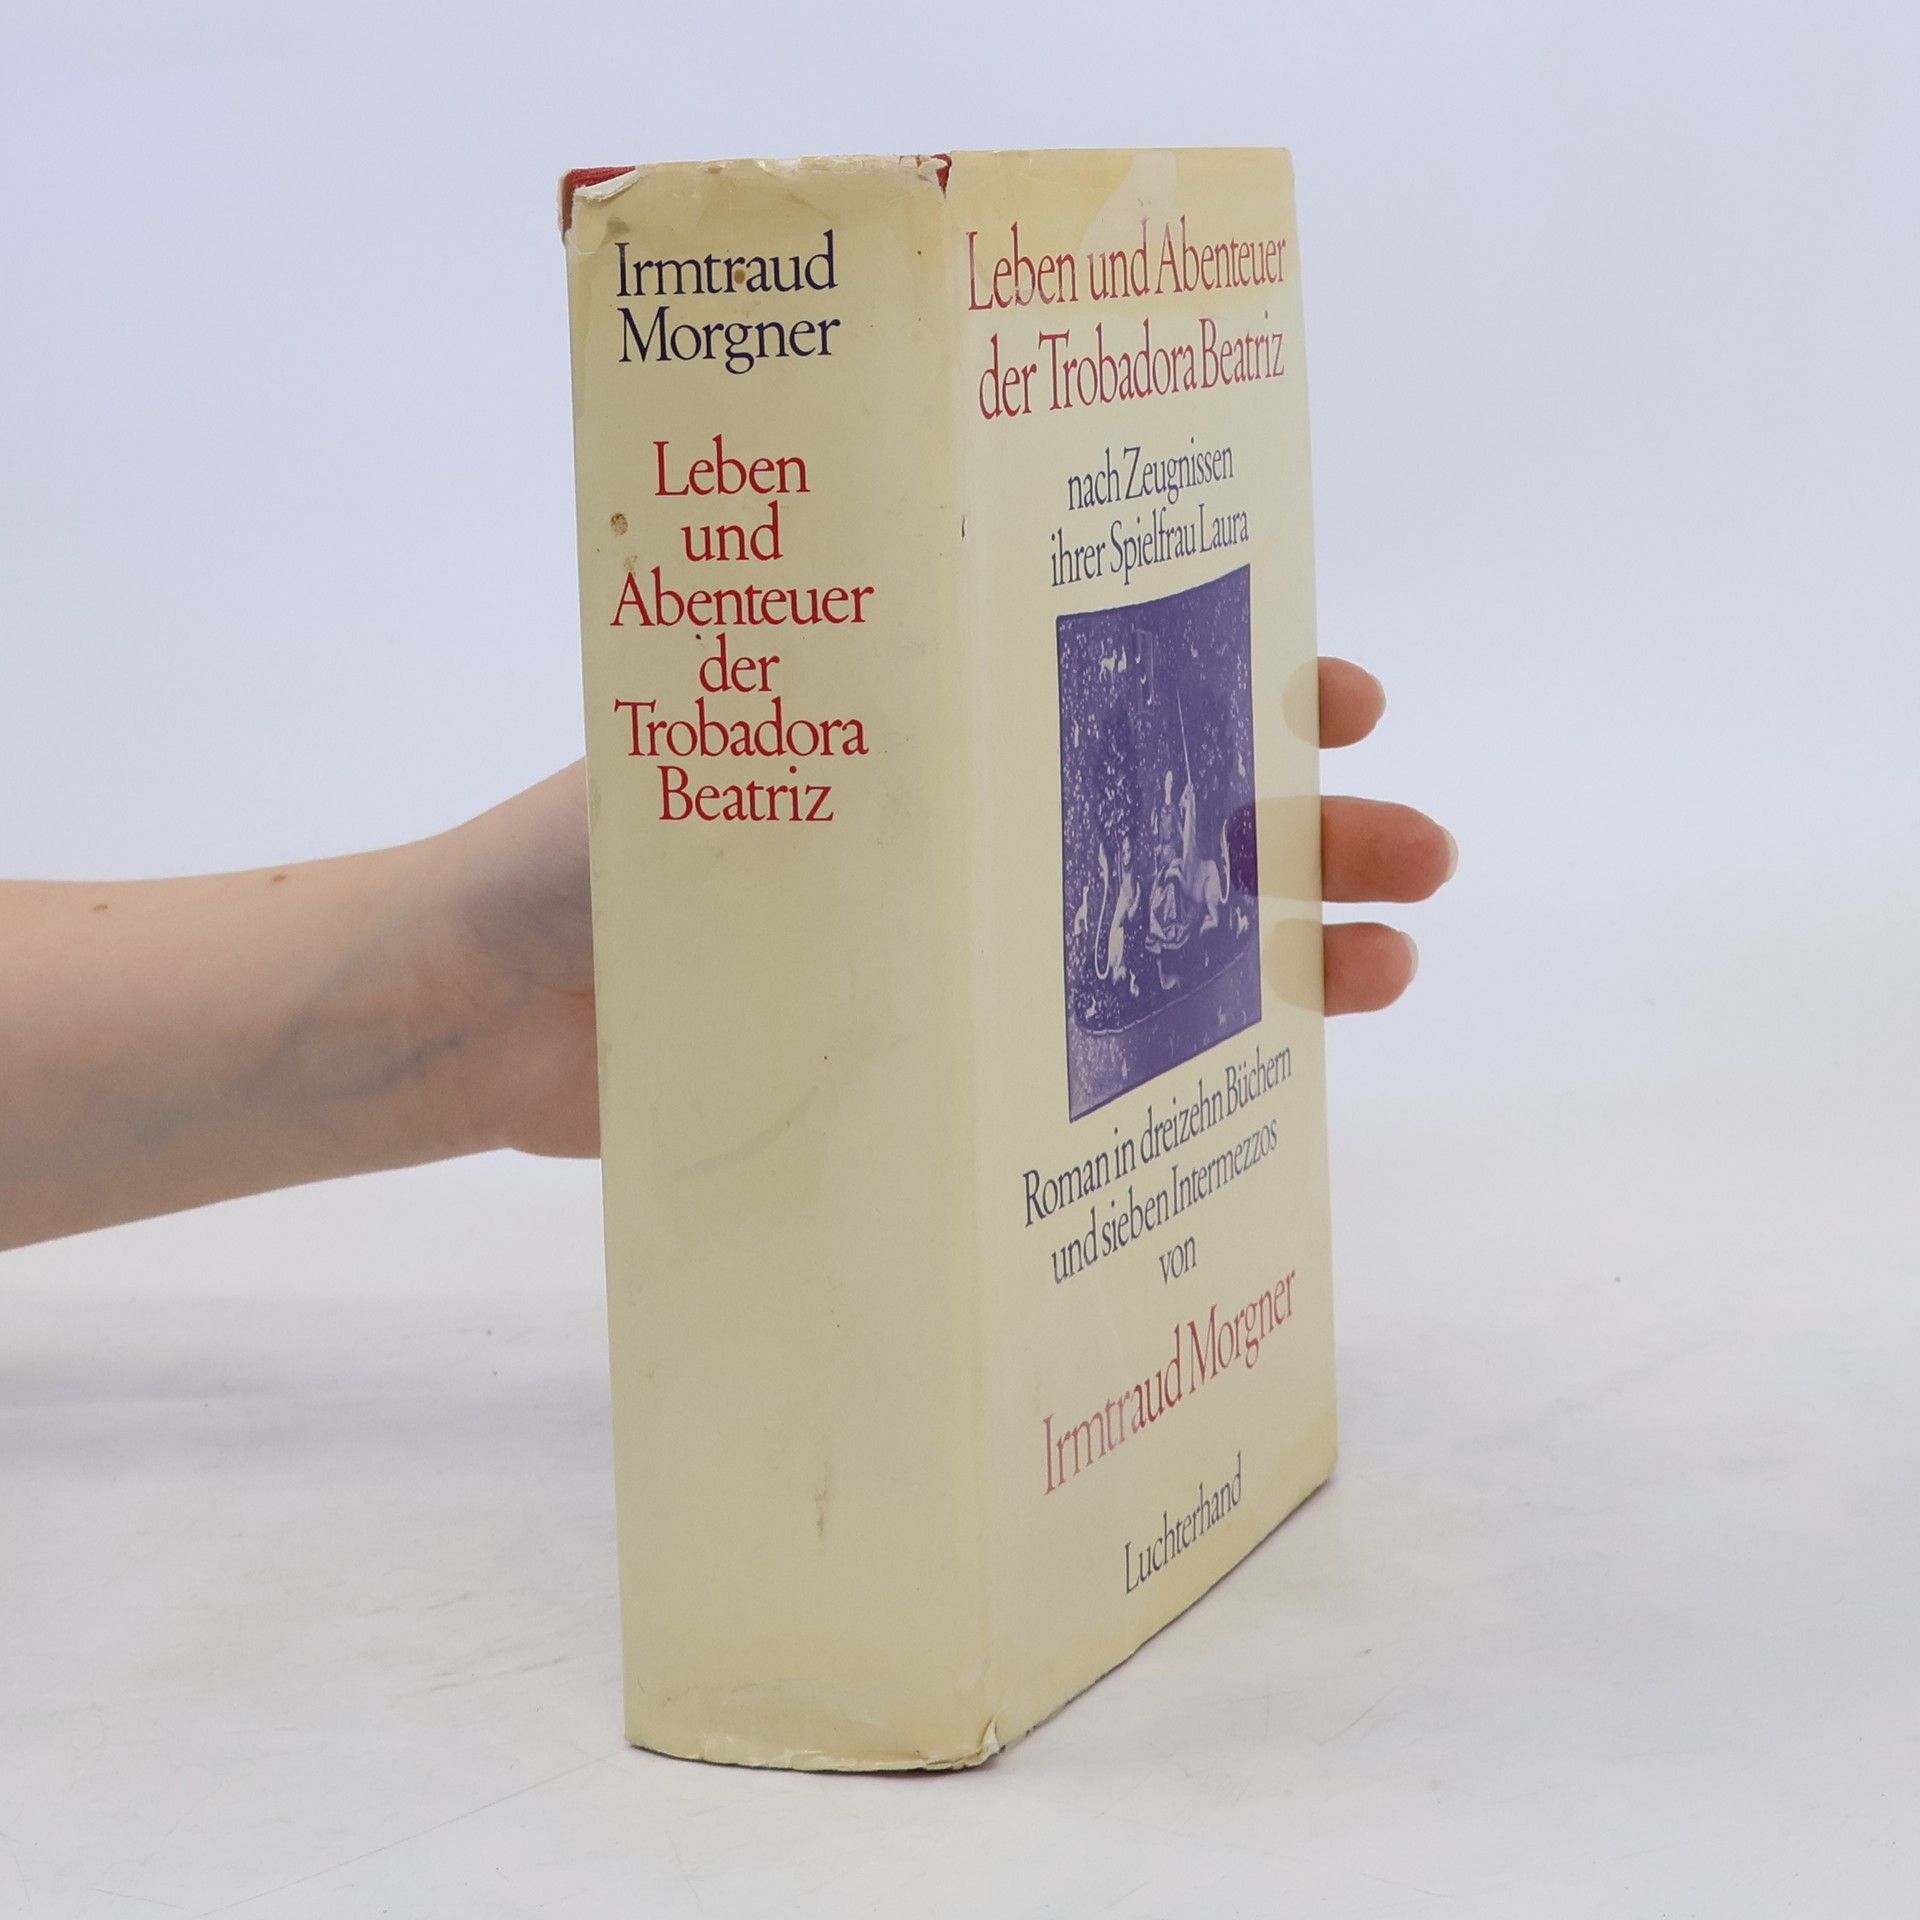 Irmtraud
Morgner
Leben
und
Abenteuer
der
Trobadora
Beatriz
Leben und Abenteuer
der Trobadora Beatriz
nach Zeugnissen
ihrer Spielfrau Laura
Roman in dreizehn Büchern
und sieben Intermezzos
von
Irmtraud Morgner
Luchterhand